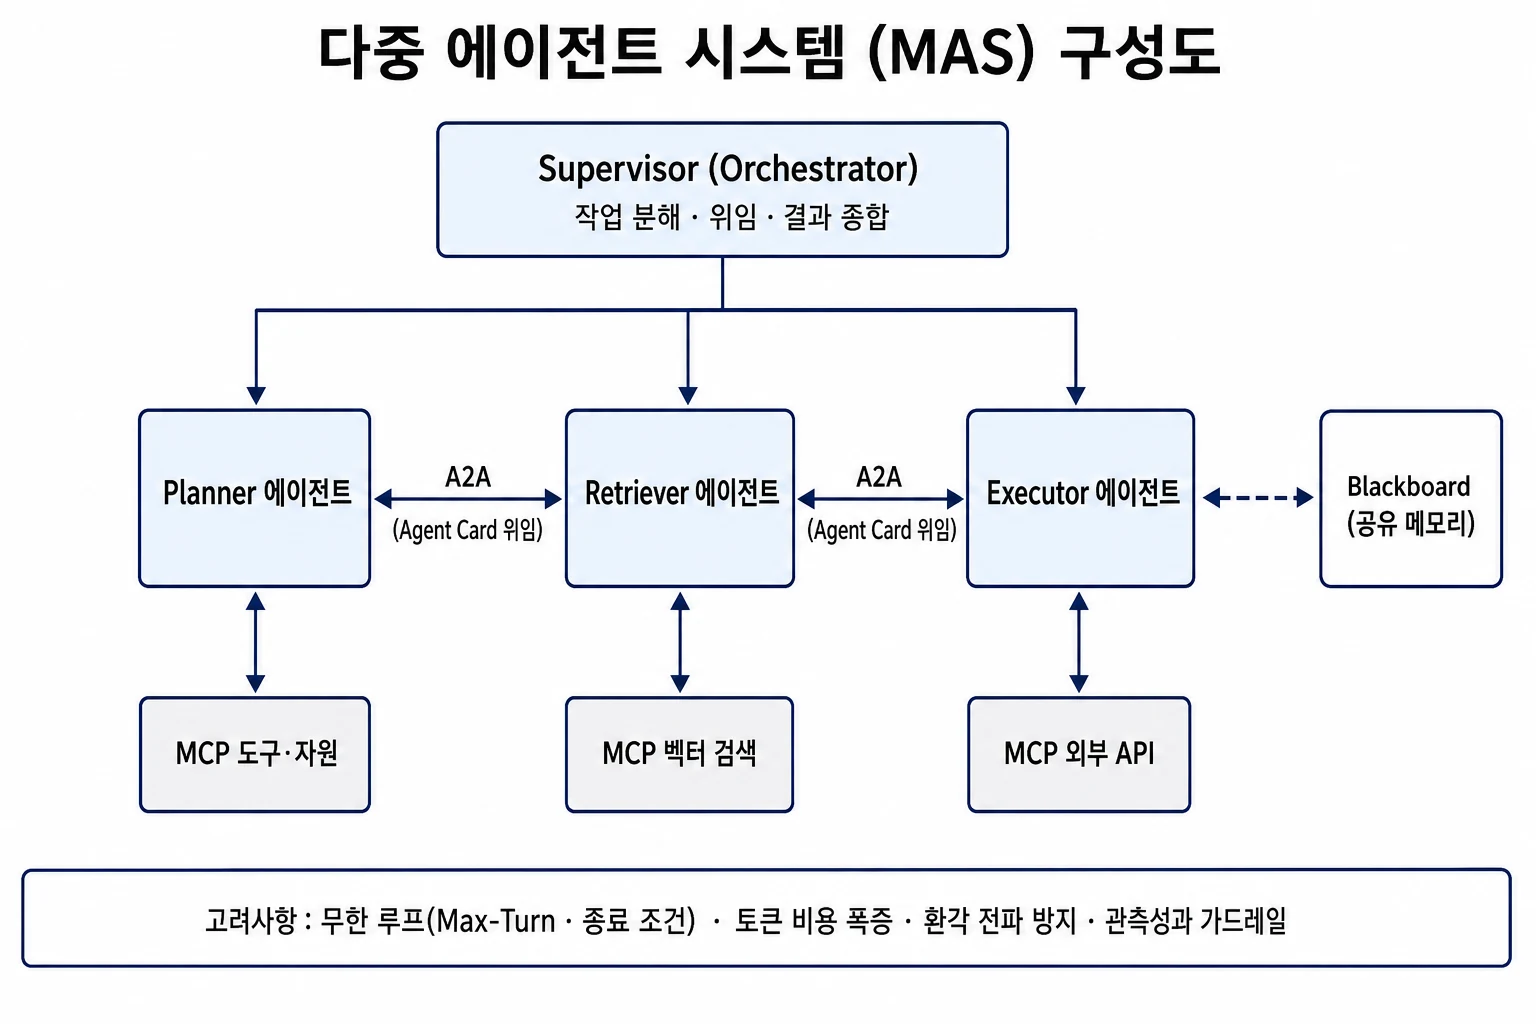 다중 에이전트 시스템 (MAS) 구성도
Supervisor (Orchestrator)
작업 분해 · 위임 · 결과 종합
Planner 에이전트
A2A
(Agent Card 위임)
Retriever 에이전트
A2A
(Agent Card 위임)
Executor 에이전트
Blackboard
(공유 메모리)
MCP 도구·자원
MCP 벡터 검색
MCP 외부 API
고려사항 : 무한 루프(Max-Turn · 종료 조건) · 토큰 비용 폭증 · 환각 전파 방지 · 관측성과 가드레일